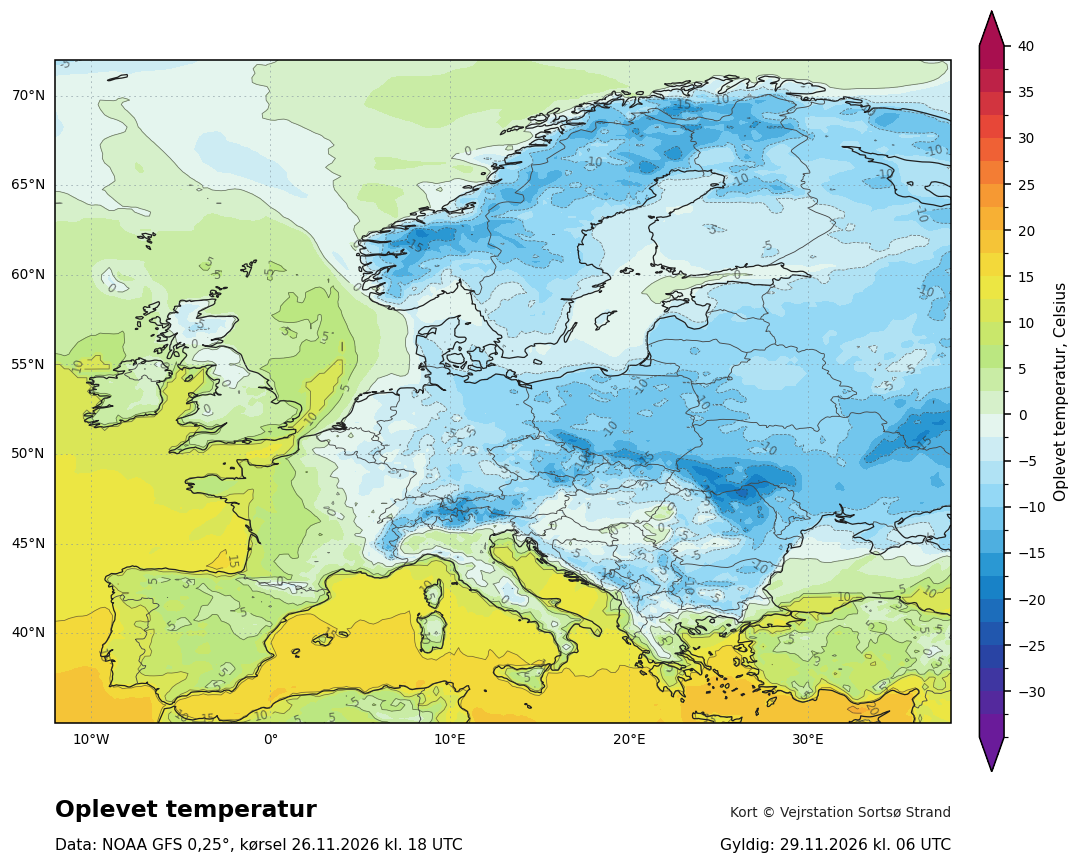 70°N
65°N
60°N
55°N
50°N
45°N
40°N
10°W
0°
10°E
20°E
30°E
40
35
30
25
20
15
10
5
0
−5
−10
−15
−20
−25
−30
Oplevet temperatur, Celsius
Oplevet temperatur
Kort © Vejrstation Sortsø Strand
Data: NOAA GFS 0,25°, kørsel 26.11.2026 kl. 18 UTC
Gyldig: 29.11.2026 kl. 06 UTC